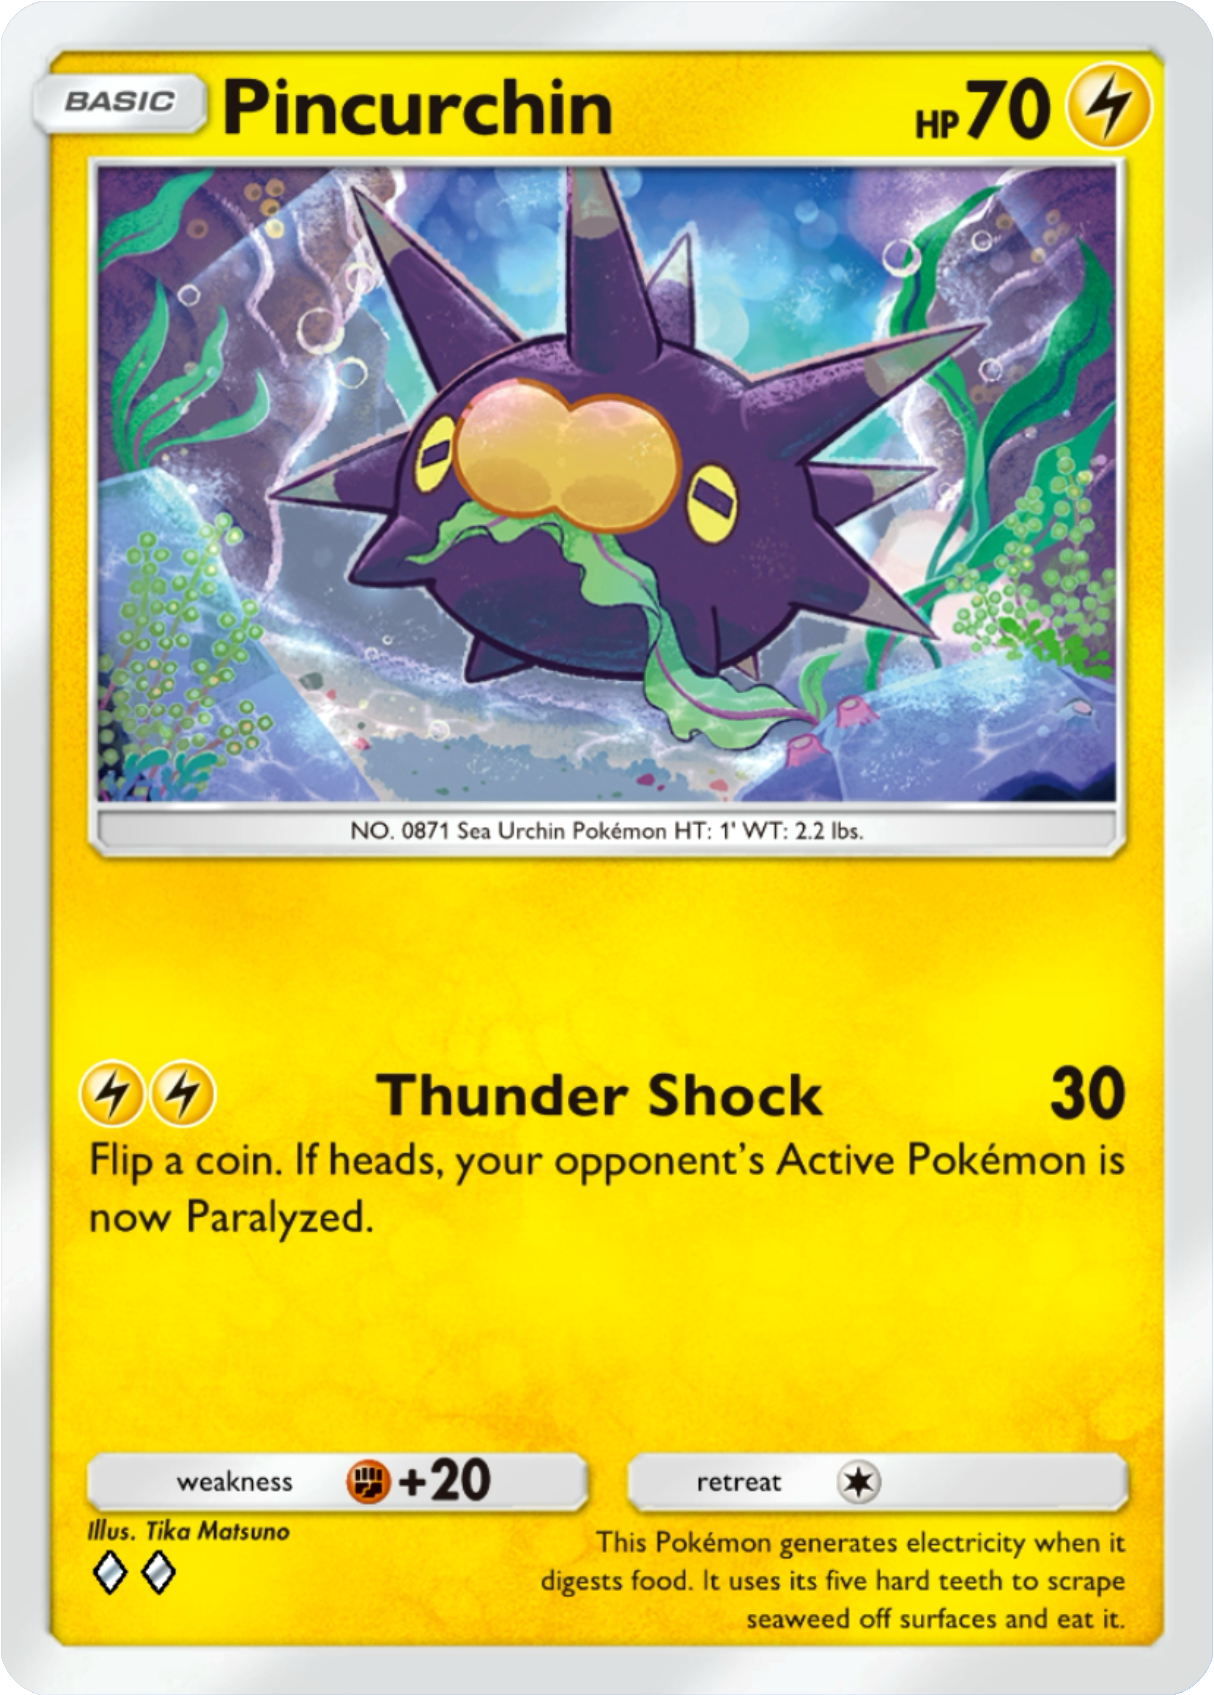 BASIC Pincurchin HP 70
NO. 0871 Sea Urchin Pokémon HT: 1' WT: 2.2 lbs.
Thunder Shock 30
Flip a coin. If heads, your opponent's Active Pokémon is
now Paralyzed.
weakness +20 retreat
Illus. Tika Matsuno
This Pokémon generates electricity when it
digests food. It uses its five hard teeth to scrape
seaweed off surfaces and eat it.